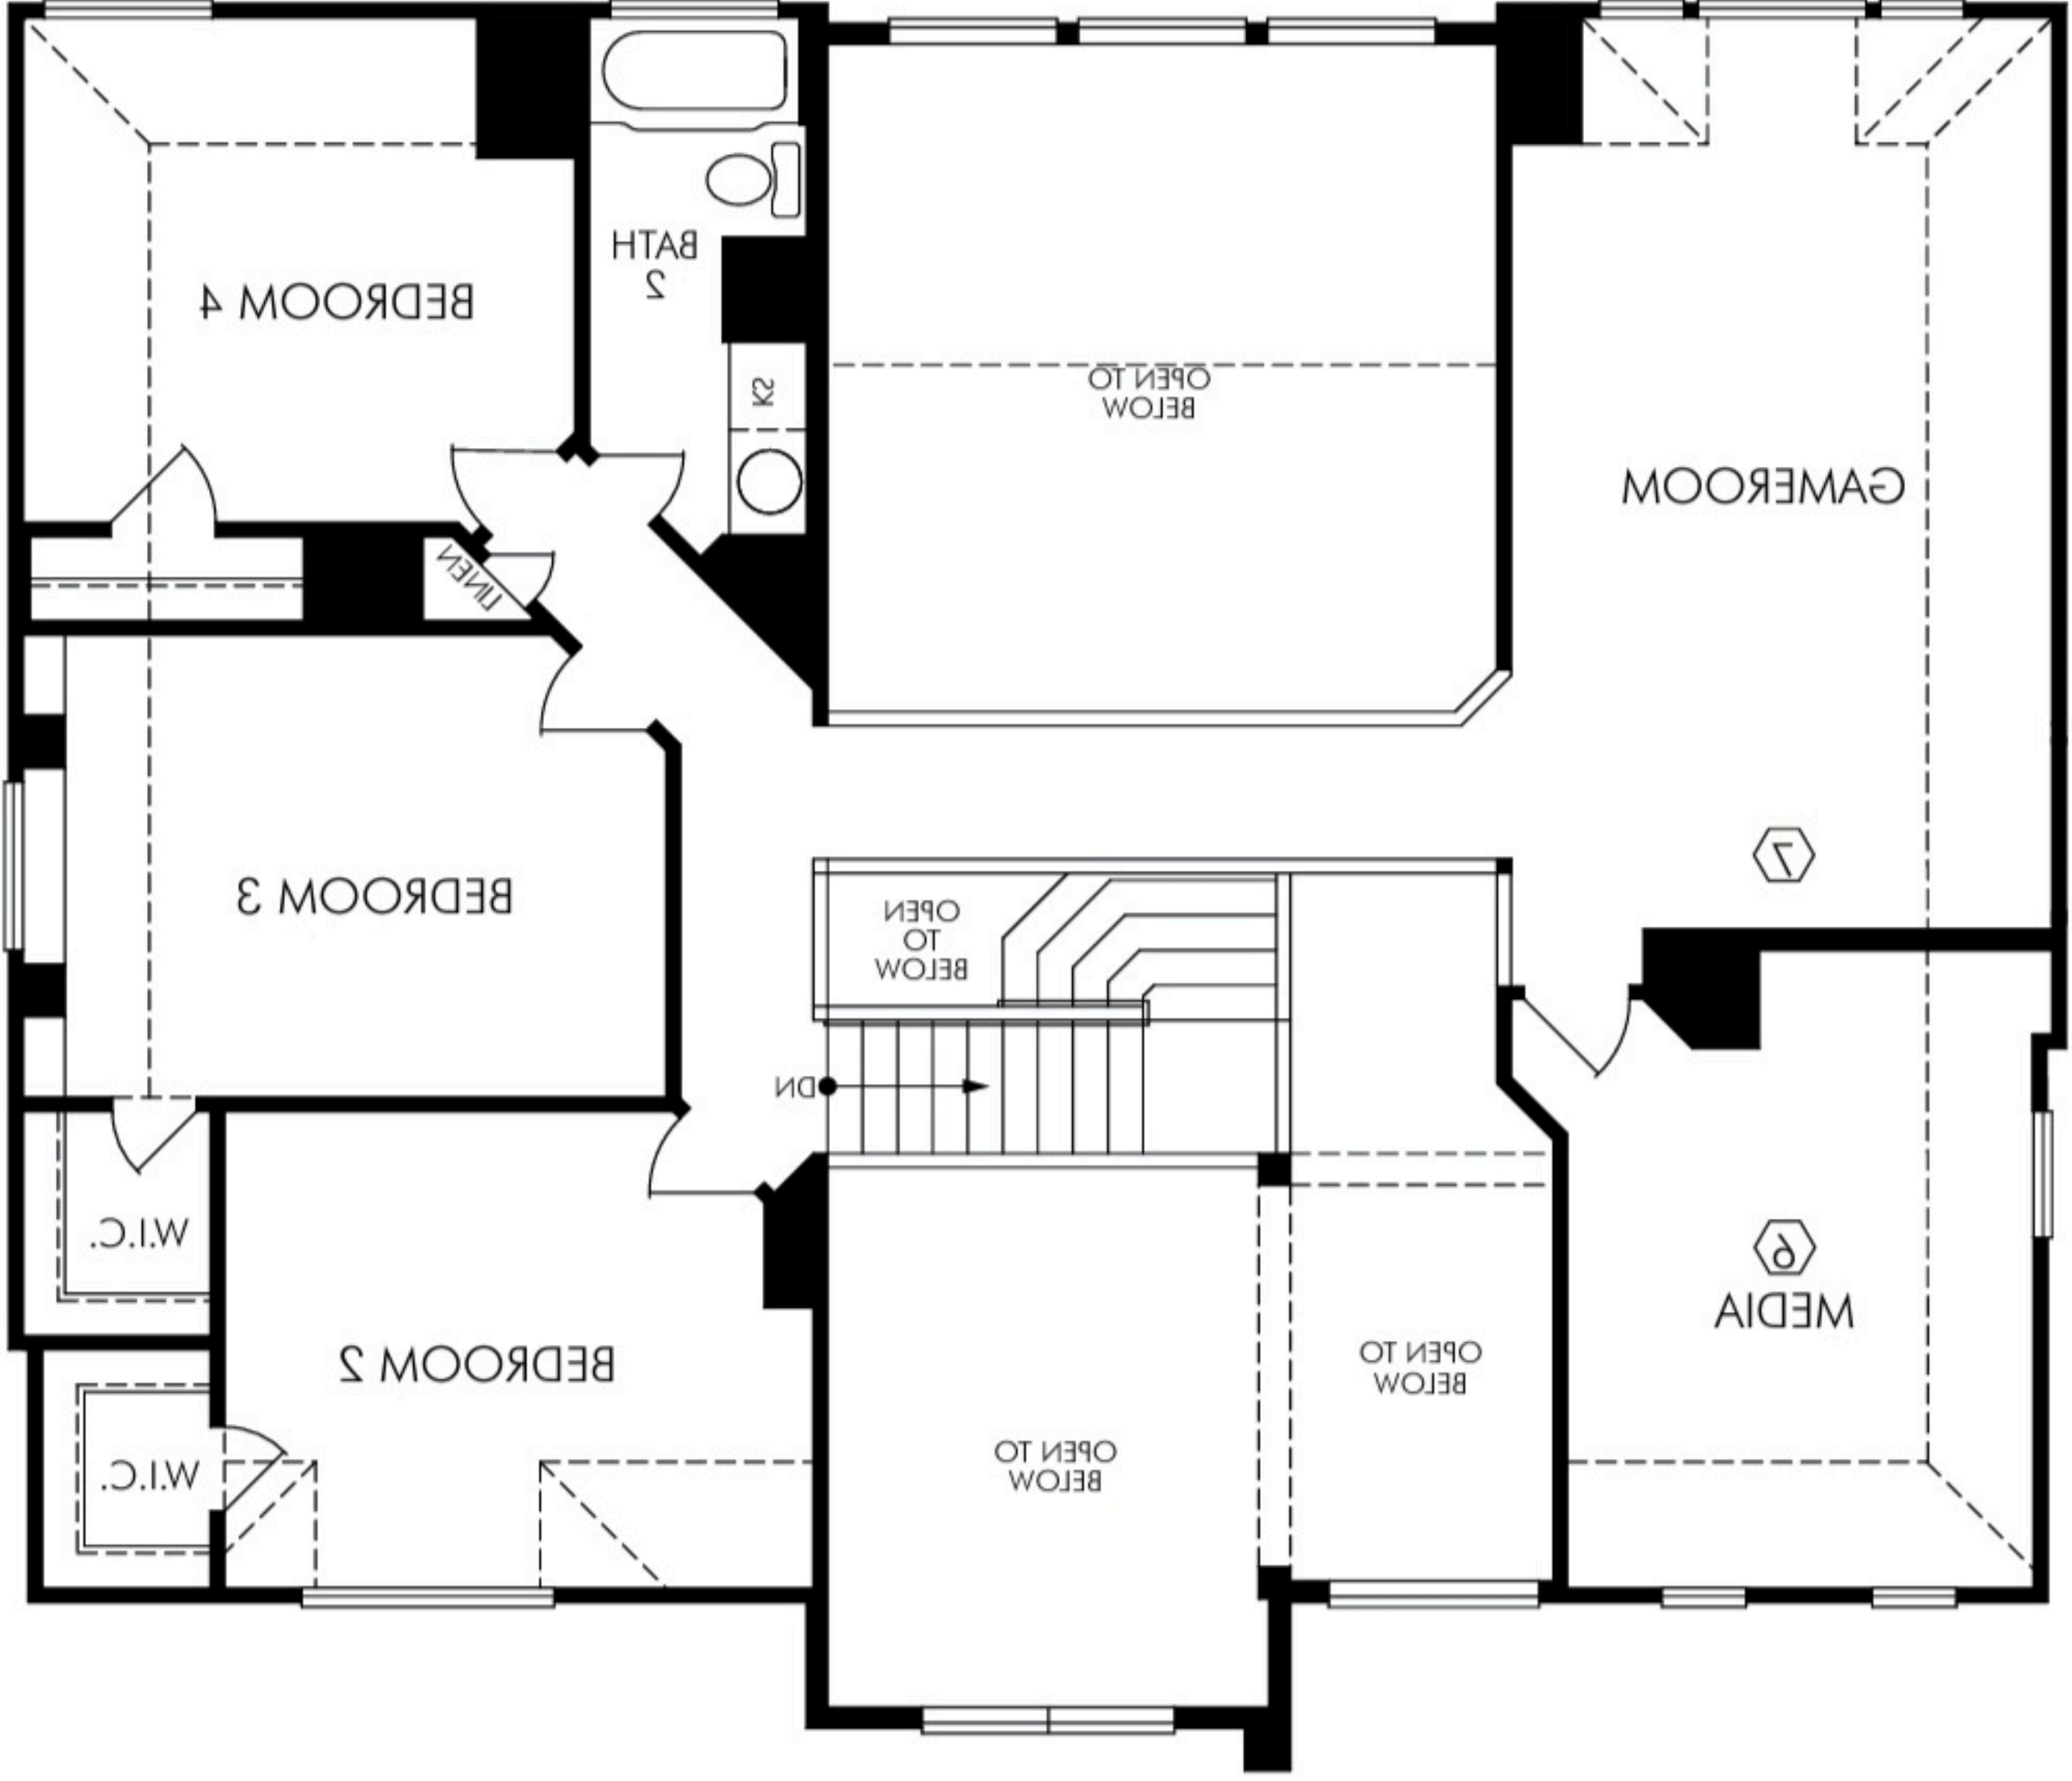 BATH
2
BEDROOM 4
KS
OPEN TO
BELOW
GAMEROOM
LINEN
7
BEDROOM 3
OPEN
TO
BELOW
DN
W.I.C.
6
MEDIA
BEDROOM 2
OPEN TO
BELOW
OPEN TO
BELOW
W.I.C.